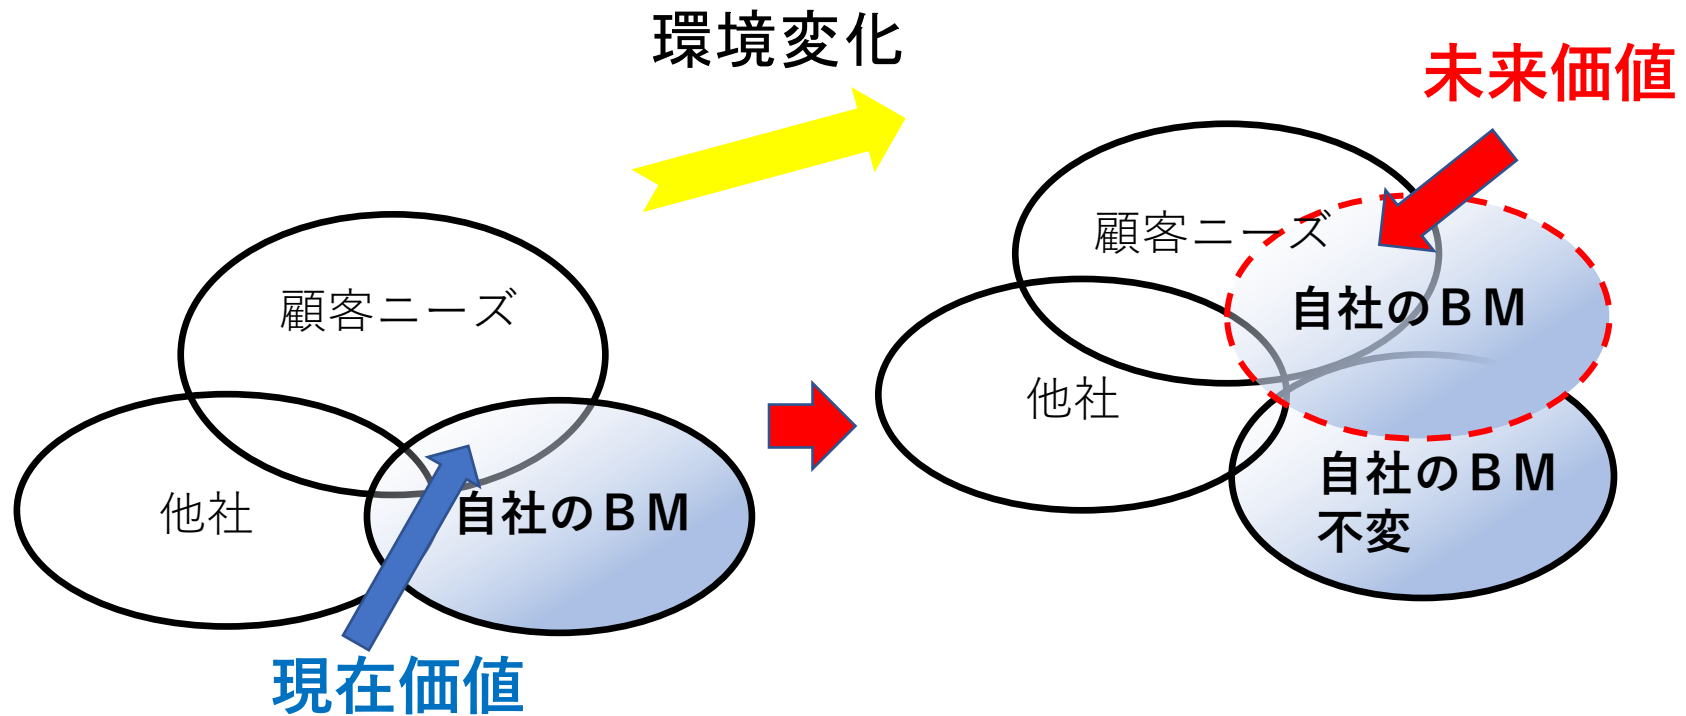 環境変化
未来価値
顧客ニーズ
他社
自社のＢＭ
現在価値
顧客ニーズ
自社のＢＭ
他社
自社のＢＭ
不変